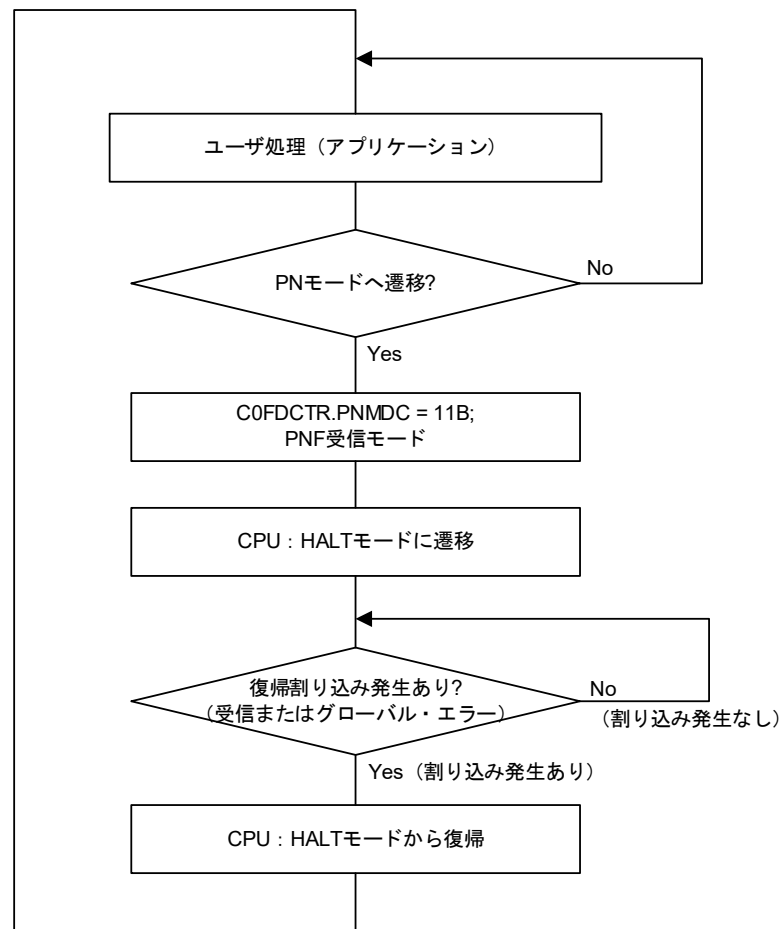 ユーザ処理（アプリケーション）
PNモードへ遷移?
No
Yes
C0FDCTR.PNMDC = 11B;
PNF受信モード
CPU：HALTモードに遷移
復帰割り込み発生あり?
（受信またはグローバル・エラー）
No
（割り込み発生なし）
Yes（割り込み発生あり）
CPU：HALTモードから復帰